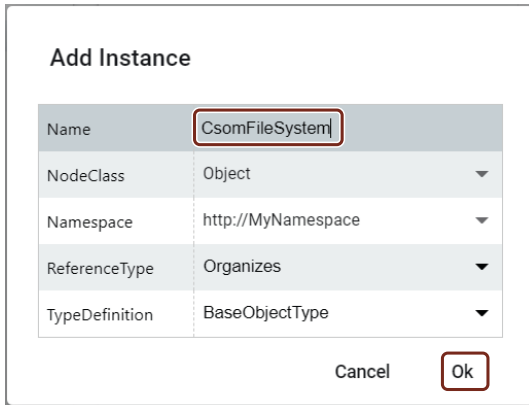 Add Instance
Name CsomFileSystem
NodeClass Object
Namespace http://MyNamespace
ReferenceType Organizes
TypeDefinition BaseObjectType
Cancel Ok